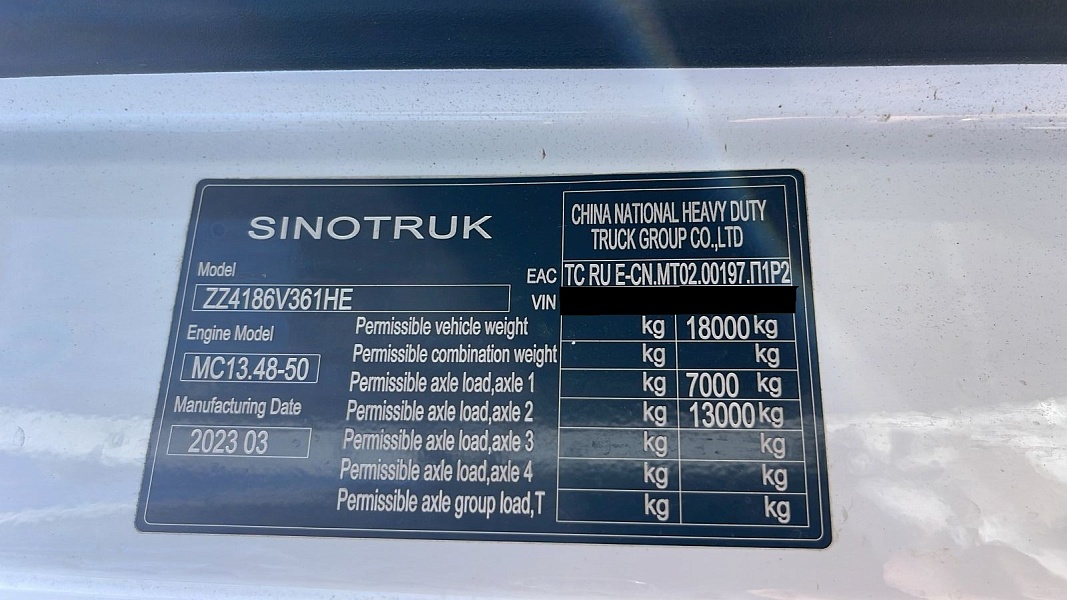 SINOTRUK
CHINA NATIONAL HEAVY DUTY
TRUCK GROUP CO.,LTD
Model
EAC TC RU E-CN.MT02.00197.П1P2
ZZ4186V361HE
VIN
Engine Model
MC13.48-50
Manufacturing Date
2023 03
Permissible vehicle weight kg 18000 kg
Permissible combination weight kg kg
Permissible axle load,axle 1 kg 7000 kg
Permissible axle load,axle 2 kg 13000 kg
Permissible axle load,axle 3 kg kg
Permissible axle load,axle 4 kg kg
Permissible axle group load,T kg kg